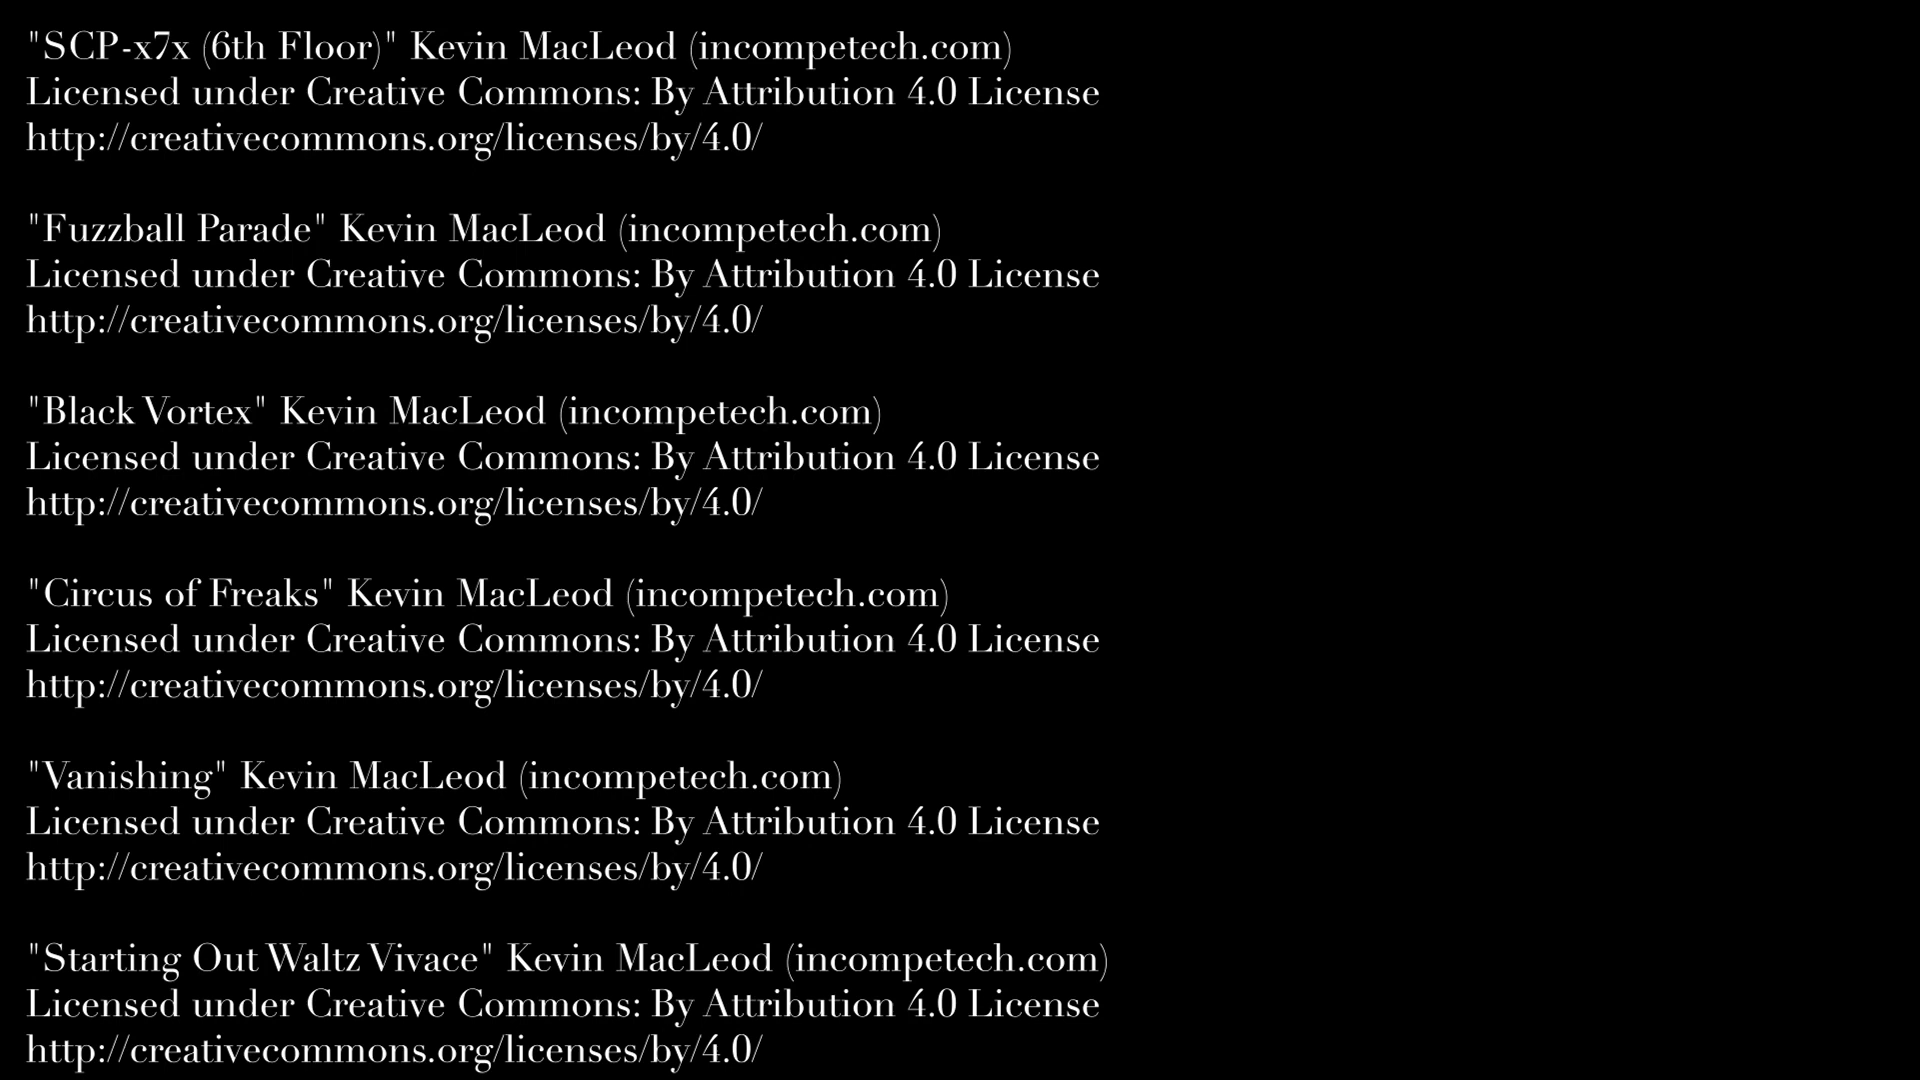 "SCP-x7x (6th Floor)" Kevin MacLeod (incompetech.com)
Licensed under Creative Commons: By Attribution 4.0 License
http://creativecommons.org/licenses/by/4.0/
"Fuzzball Parade" Kevin MacLeod (incompetech.com)
Licensed under Creative Commons: By Attribution 4.0 License
http://creativecommons.org/licenses/by/4.0/
"Black Vortex" Kevin MacLeod (incompetech.com)
Licensed under Creative Commons: By Attribution 4.0 License
http://creativecommons.org/licenses/by/4.0/
"Circus of Freaks" Kevin MacLeod (incompetech.com)
Licensed under Creative Commons: By Attribution 4.0 License
http://creativecommons.org/licenses/by/4.0/
"Vanishing" Kevin MacLeod (incompetech.com)
Licensed under Creative Commons: By Attribution 4.0 License
http://creativecommons.org/licenses/by/4.0/
"Starting Out Waltz Vivace" Kevin MacLeod (incompetech.com)
Licensed under Creative Commons: By Attribution 4.0 License
http://creativecommons.org/licenses/by/4.0/